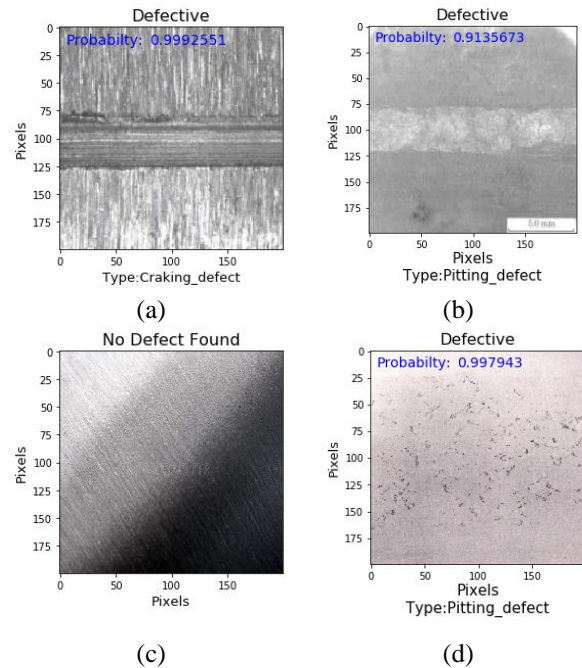 Defective
Probabilty: 0.9992551
Pixels
0
25
50
75
100
125
150
175
0
50
100
150
Type:Craking_defect
(a)
Defective
Probabilty: 0.9135673
Pixels
0
25
50
75
100
125
150
175
50 mm
0
50
100
150
Pixels
Type:Pitting_defect
(b)
No Defect Found
Pixels
0
25
50
75
100
125
150
175
0
50
100
150
Pixels
(c)
Defective
Probabilty: 0.997943
Pixels
0
25
50
75
100
125
150
175
0
50
100
150
Pixels
Type:Pitting_defect
(d)